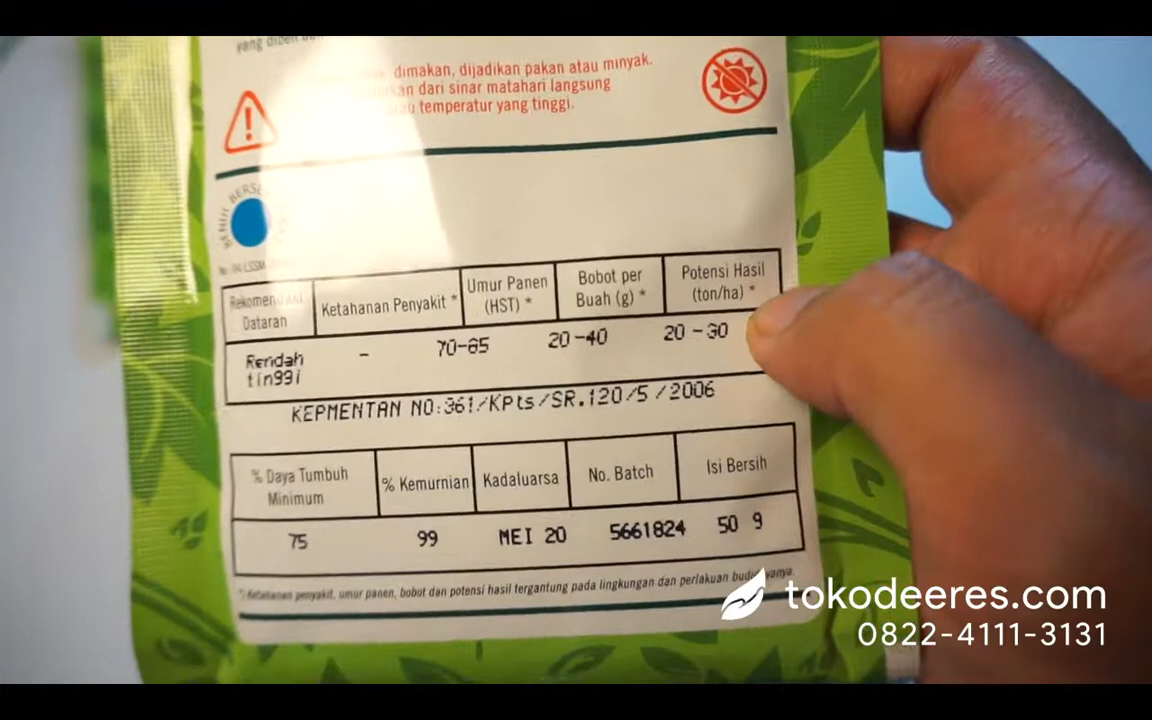 yang diberi
dimakan, dijadikan pakan atau minyak.
dari sinar matahari langsung
temperatur yang tinggi.
BENIH BERSE
Rekomendasi Dataran
Ketahanan Penyakit *
Umur Panen (HST) *
Bobot per Buah (g) *
Potensi Hasil (ton/ha) *
Rendah tinggi
-
70-85
20-40
20-30
KEPMENTAN NO:361/Kpts/SR.120/5/2006
% Daya Tumbuh Minimum
% Kemurnian
Kadaluarsa
No. Batch
Isi Bersih
75
99
MEI 20
5661824
50 g
*) Ketahanan penyakit, umur panen, bobot dan potensi hasil tergantung pada lingkungan dan perlakuan
tokodeeres.com
0822-4111-3131